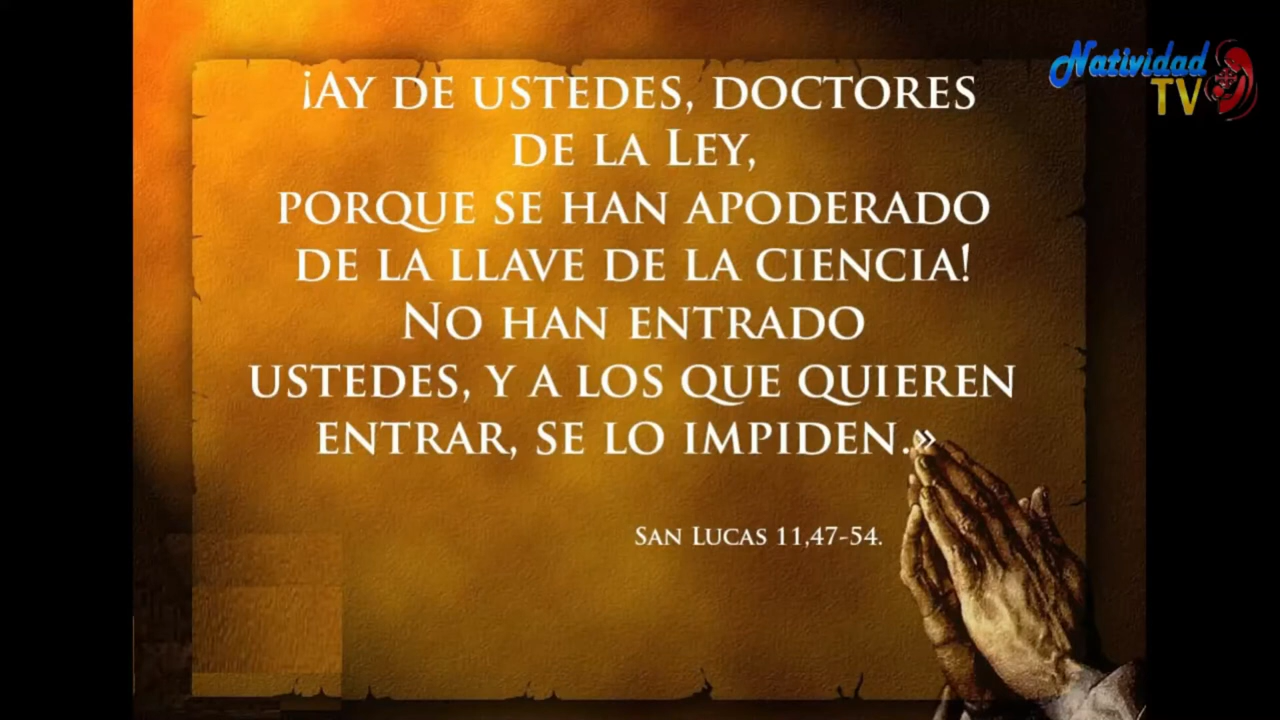 ¡Ay de ustedes, doctores
de la Ley,
porque se han apoderado
de la llave de la ciencia!
No han entrado
ustedes, y a los que quieren
entrar, se lo impiden.»
San Lucas 11,47-54.
Natividad
TV